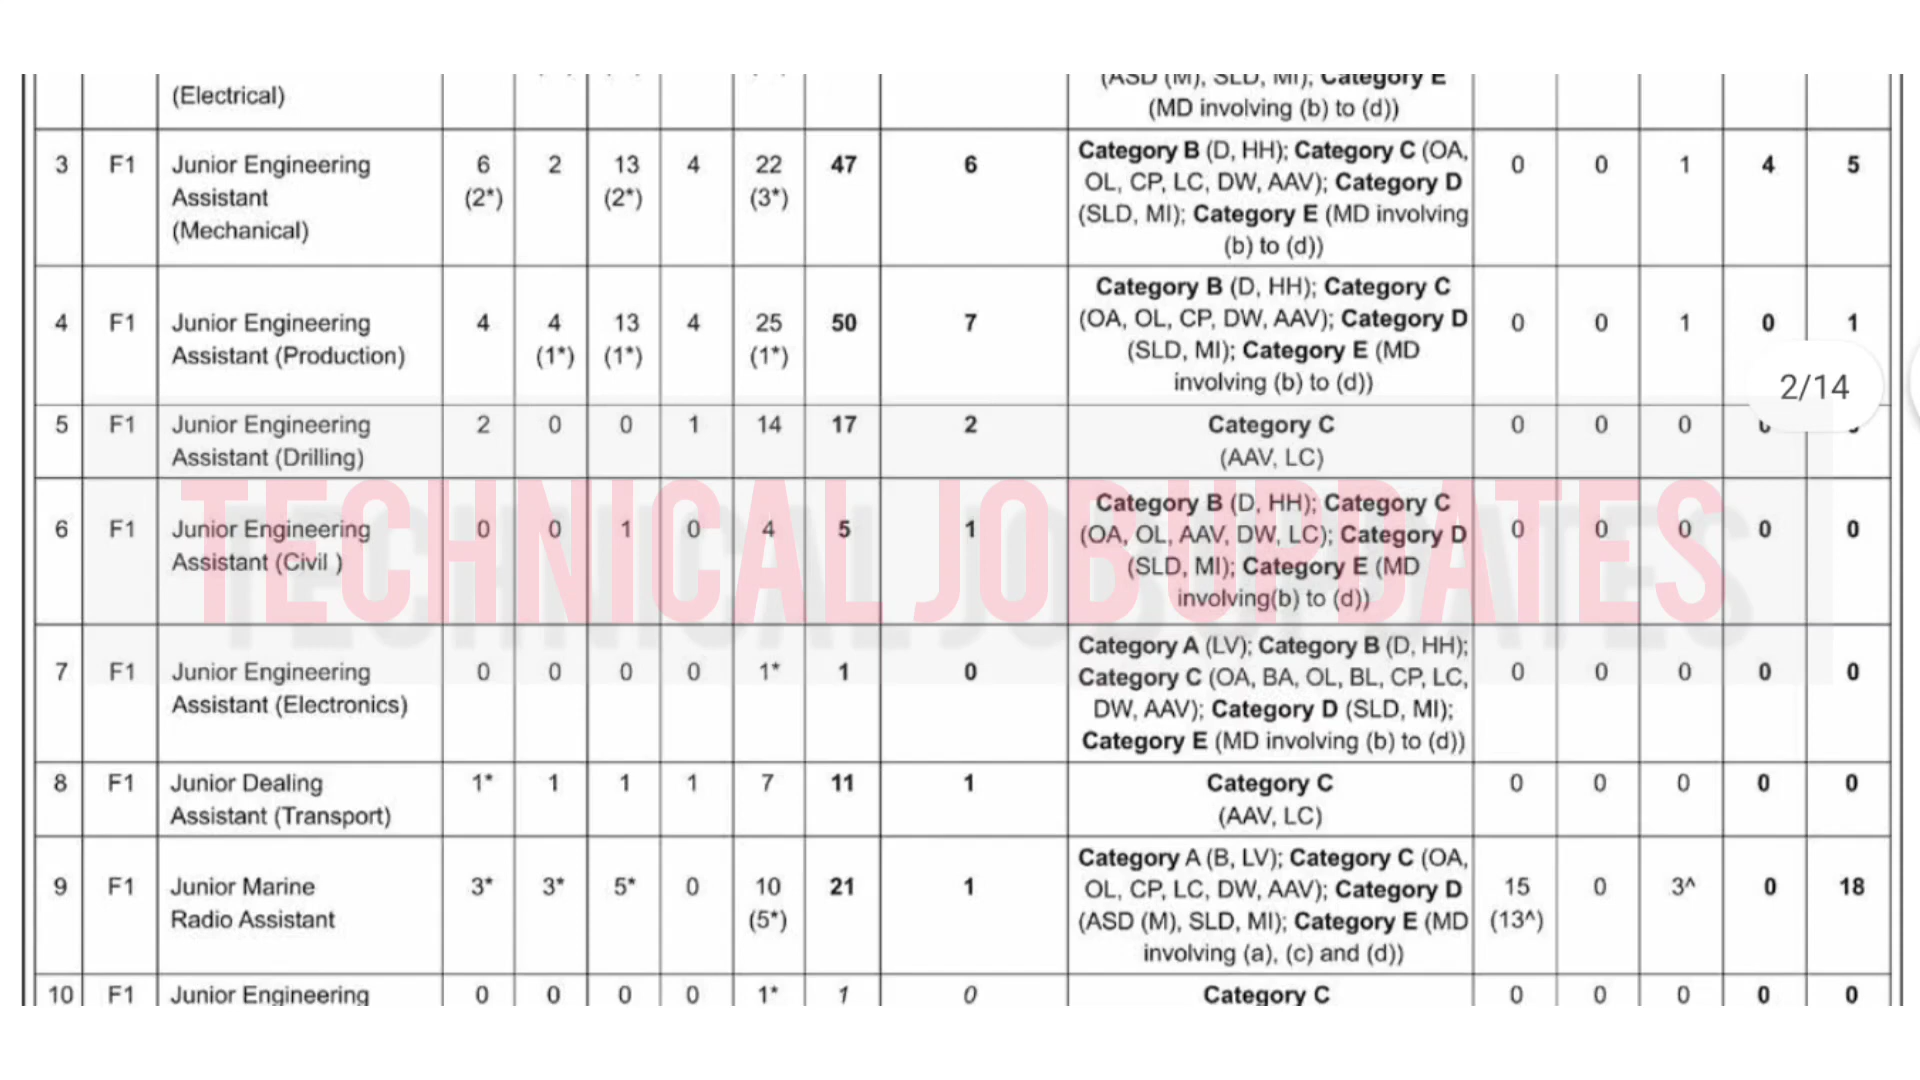 (Electrical)
(ASD (M), SLD, MI); Category E
(MD involving (b) to (d))
3 F1 Junior Engineering Assistant (Mechanical) 6 (2*) 2 13 (2*) 4 22 (3*) 47 6
Category B (D, HH); Category C (OA,
OL, CP, LC, DW, AAV); Category D
(SLD, MI); Category E (MD involving
(b) to (d))
0 0 1 4 5
4 F1 Junior Engineering Assistant (Production) 4 4 (1*) 13 (1*) 4 25 (1*) 50 7
Category B (D, HH); Category C
(OA, OL, CP, DW, AAV); Category D
(SLD, MI); Category E (MD
involving (b) to (d))
0 0 1 0 1
2/14
5 F1 Junior Engineering Assistant (Drilling) 2 0 0 1 14 17 2
Category C
(AAV, LC)
0 0 0
TECHNICAL JOBUPDATES
6 F1 Junior Engineering Assistant (Civil ) 0 0 1 0 4 5 1
Category B (D, HH); Category C
(OA, OL, AAV, DW, LC); Category D
(SLD, MI); Category E (MD
involving(b) to (d))
0 0 0 0 0
7 F1 Junior Engineering Assistant (Electronics) 0 0 0 0 1* 1 0
Category A (LV); Category B (D, HH);
Category C (OA, BA, OL, BL, CP, LC,
DW, AAV); Category D (SLD, MI);
Category E (MD involving (b) to (d))
0 0 0 0 0
8 F1 Junior Dealing Assistant (Transport) 1* 1 1 1 7 11 1
Category C
(AAV, LC)
0 0 0 0 0
9 F1 Junior Marine Radio Assistant 3* 3* 5* 0 10 (5*) 21 1
Category A (B, LV); Category C (OA,
OL, CP, LC, DW, AAV); Category D
(ASD (M), SLD, MI); Category E (MD
involving (a), (c) and (d))
15 (13^) 0 3^ 0 18
10 F1 Junior Engineering 0 0 0 0 1* 1 0 Category C 0 0 0 0 0